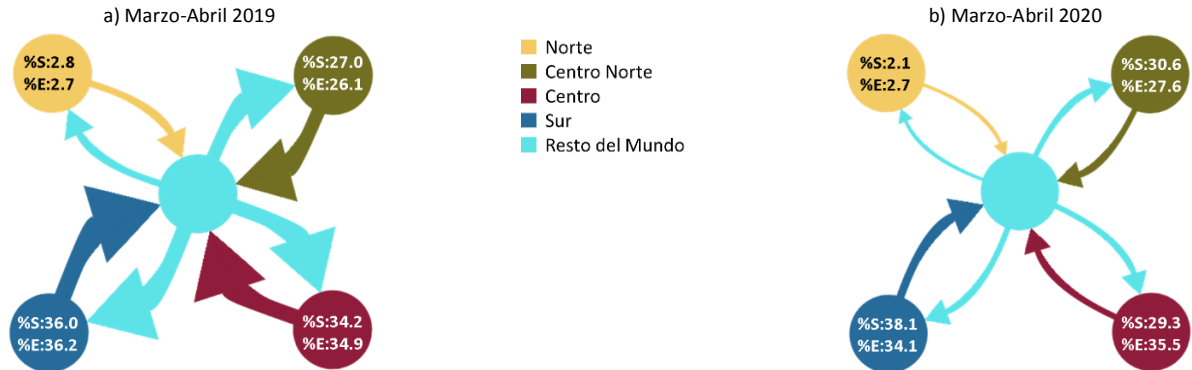 a) Marzo-Abril 2019
%S:2.8
%E:2.7
%S:27.0
%E:26.1
%S:36.0
%E:36.2
%S:34.2
%E:34.9
Norte
Centro Norte
Centro
Sur
Resto del Mundo
b) Marzo-Abril 2020
%S:2.1
%E:2.7
%S:30.6
%E:27.6
%S:38.1
%E:34.1
%S:29.3
%E:35.5